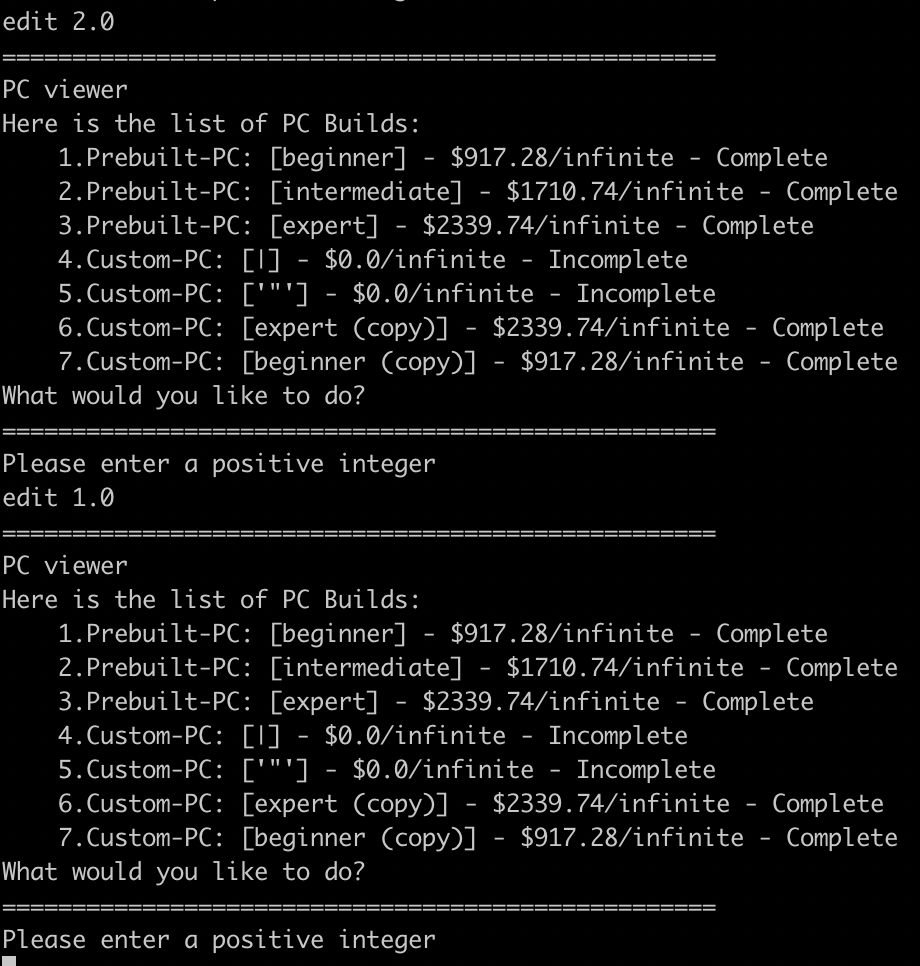 edit 2.0
===================================================
PC viewer
Here is the list of PC Builds:
    1.Prebuilt-PC: [beginner] - $917.28/infinite - Complete
    2.Prebuilt-PC: [intermediate] - $1710.74/infinite - Complete
    3.Prebuilt-PC: [expert] - $2339.74/infinite - Complete
    4.Custom-PC: [|] - $0.0/infinite - Incomplete
    5.Custom-PC: ['"'] - $0.0/infinite - Incomplete
    6.Custom-PC: [expert (copy)] - $2339.74/infinite - Complete
    7.Custom-PC: [beginner (copy)] - $917.28/infinite - Complete
What would you like to do?
===================================================
Please enter a positive integer
edit 1.0
===================================================
PC viewer
Here is the list of PC Builds:
    1.Prebuilt-PC: [beginner] - $917.28/infinite - Complete
    2.Prebuilt-PC: [intermediate] - $1710.74/infinite - Complete
    3.Prebuilt-PC: [expert] - $2339.74/infinite - Complete
    4.Custom-PC: [|] - $0.0/infinite - Incomplete
    5.Custom-PC: ['"'] - $0.0/infinite - Incomplete
    6.Custom-PC: [expert (copy)] - $2339.74/infinite - Complete
    7.Custom-PC: [beginner (copy)] - $917.28/infinite - Complete
What would you like to do?
===================================================
Please enter a positive integer